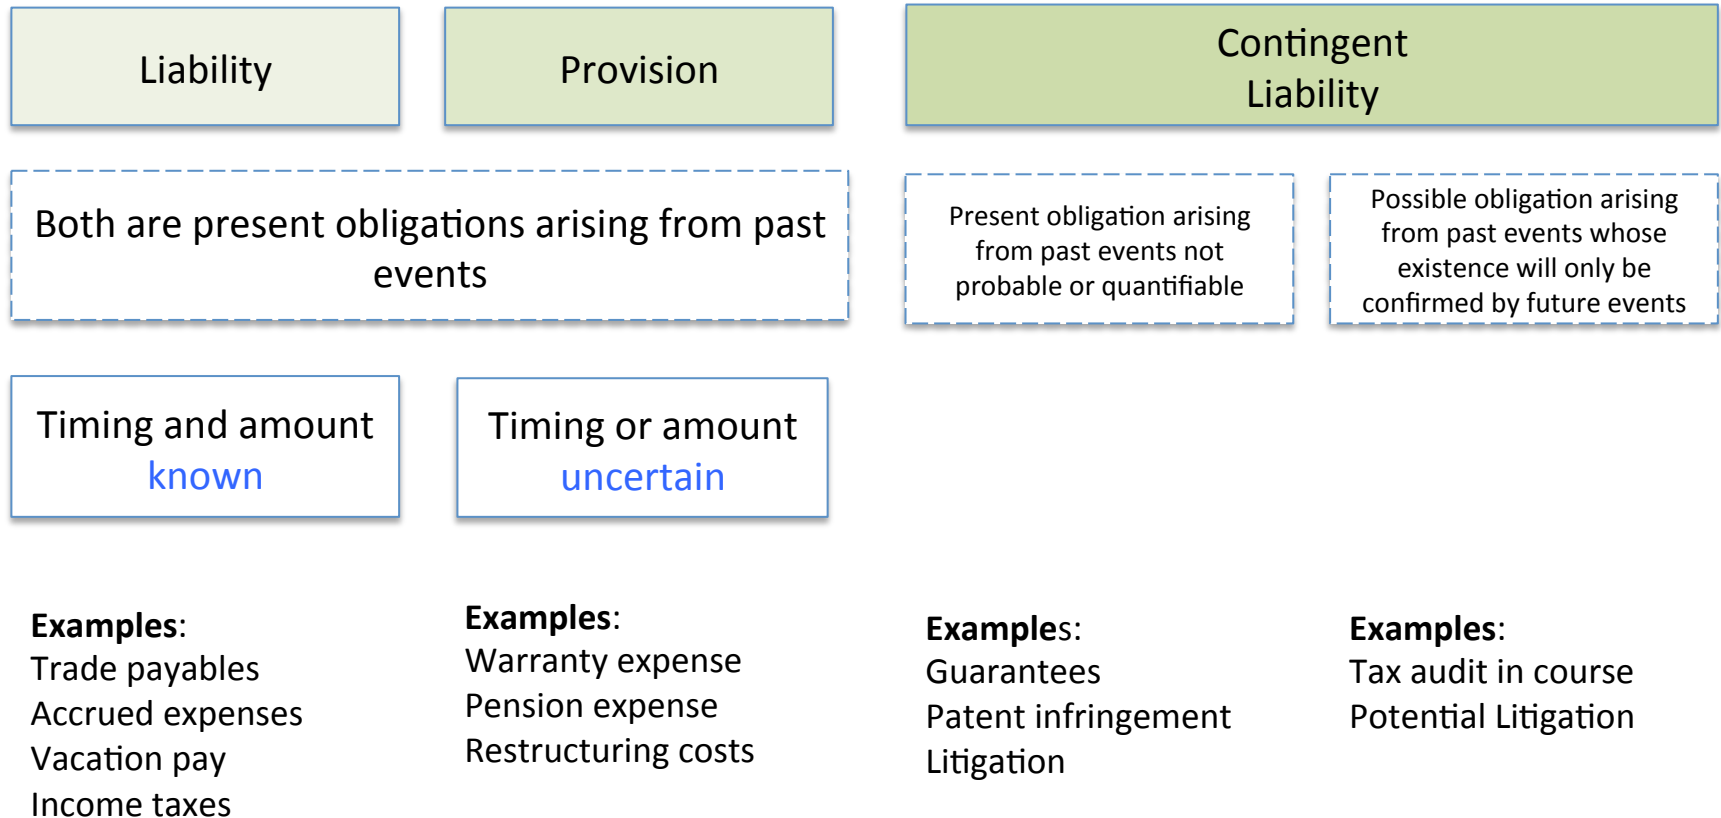 Liability
Provision
Contingent
Liability
Both are present obligations arising from past
events
Present obligation arising
from past events not
probable or quantifiable
Possible obligation arising
from past events whose
existence will only be
confirmed by future events
Timing and amount
known
Timing or amount
uncertain
Examples:
Trade payables
Accrued expenses
Vacation pay
Income taxes
Examples:
Warranty expense
Pension expense
Restructuring costs
Examples:
Guarantees
Patent infringement
Litigation
Examples:
Tax audit in course
Potential Litigation